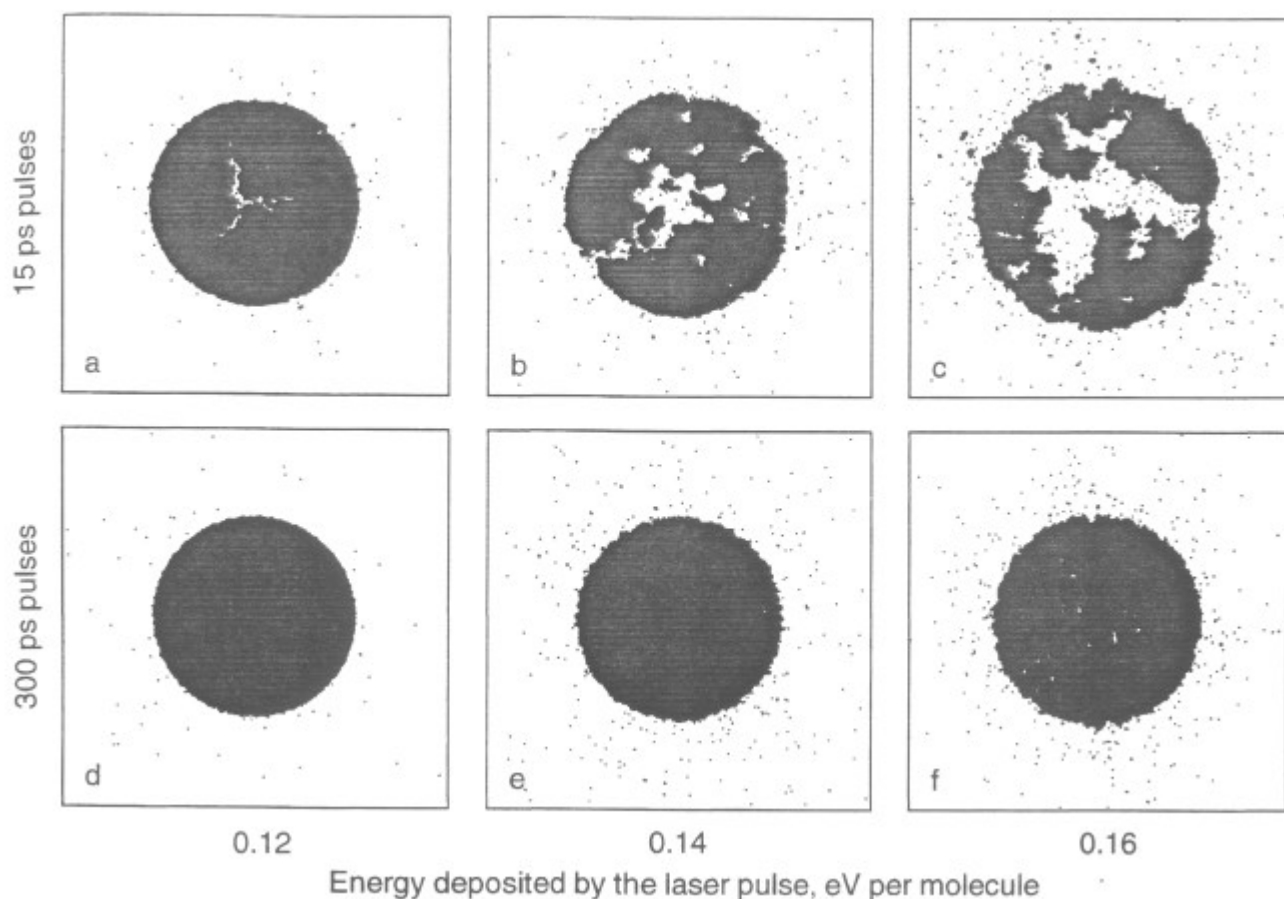 15 ps pulses
a
b
c
300 ps pulses
d
e
f
0.12
0.14
0.16
Energy deposited by the laser pulse, eV per molecule